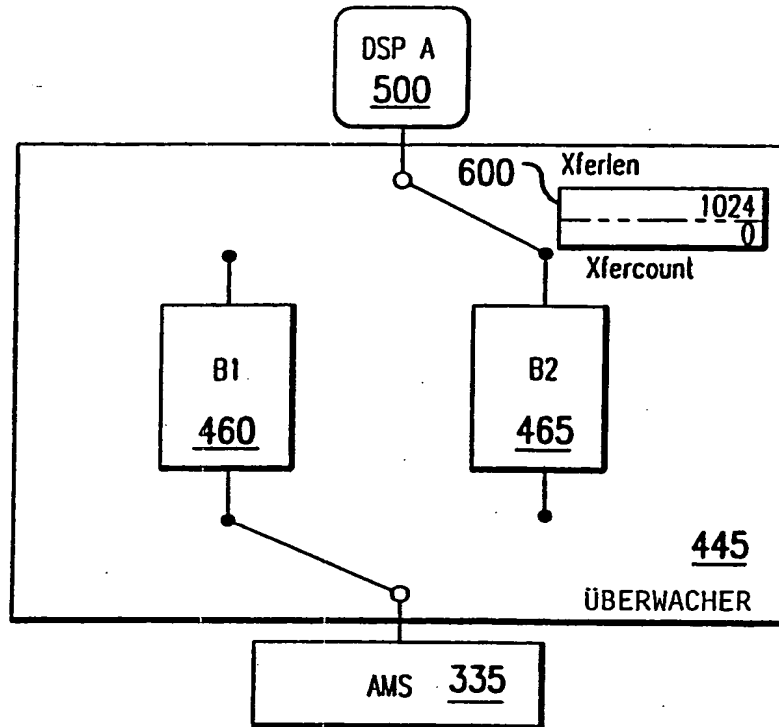 DSP A
500
600
Xferlen
1024
0
Xfercount
B1
460
B2
465
445
ÜBERWACHER
AMS 335